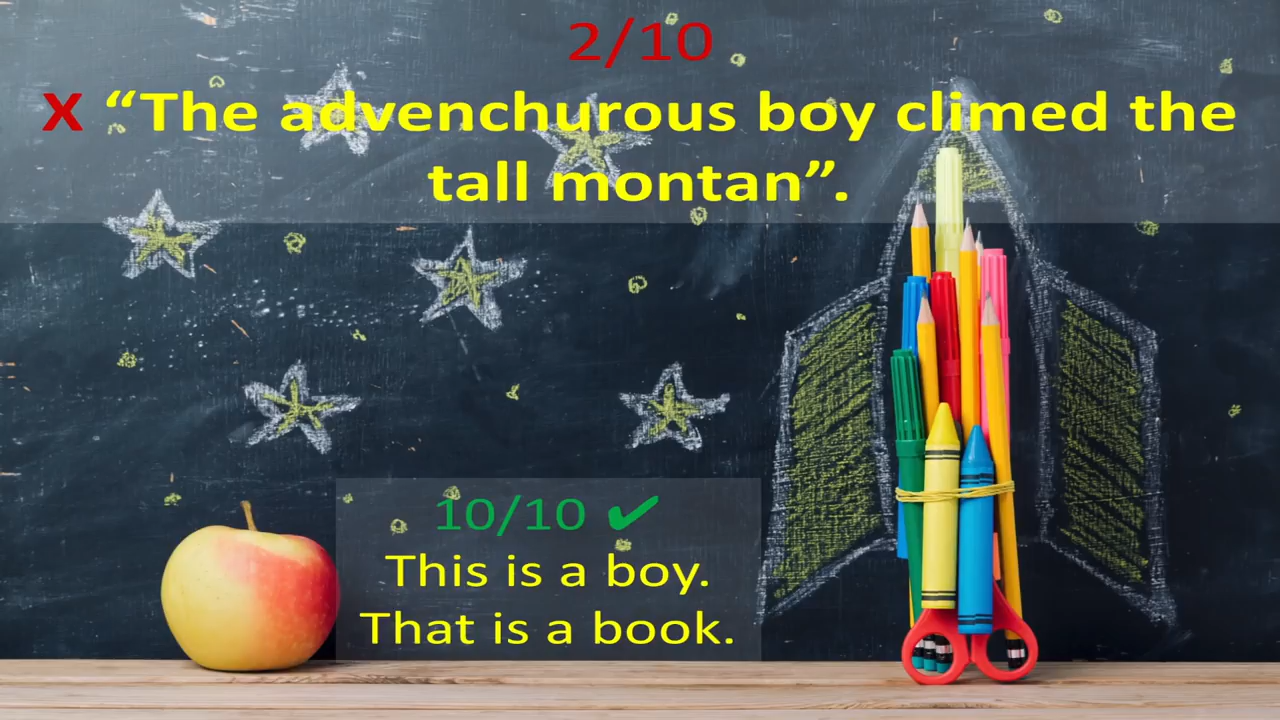 2/10
X “The advenchurous boy climed the
tall montan”.
10/10 ✔
This is a boy.
That is a book.